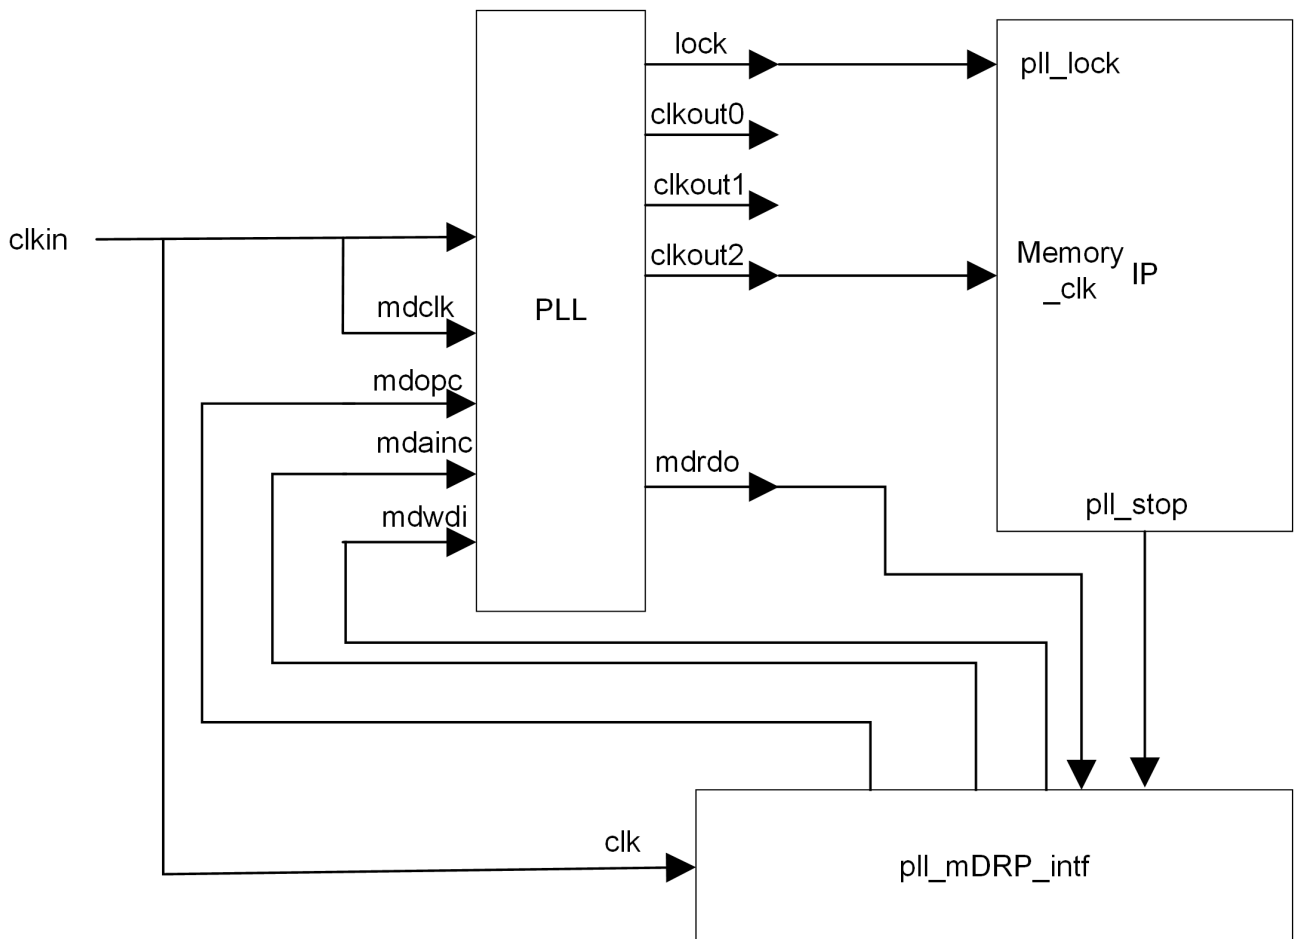 lock
pll_lock
clkout0
clkout1
clkin
clkout2
Memory
_clk
IP
mdclk
PLL
mdopc
mdainc
mdrdo
mdwdi
pll_stop
clk
pll_mDRP_intf